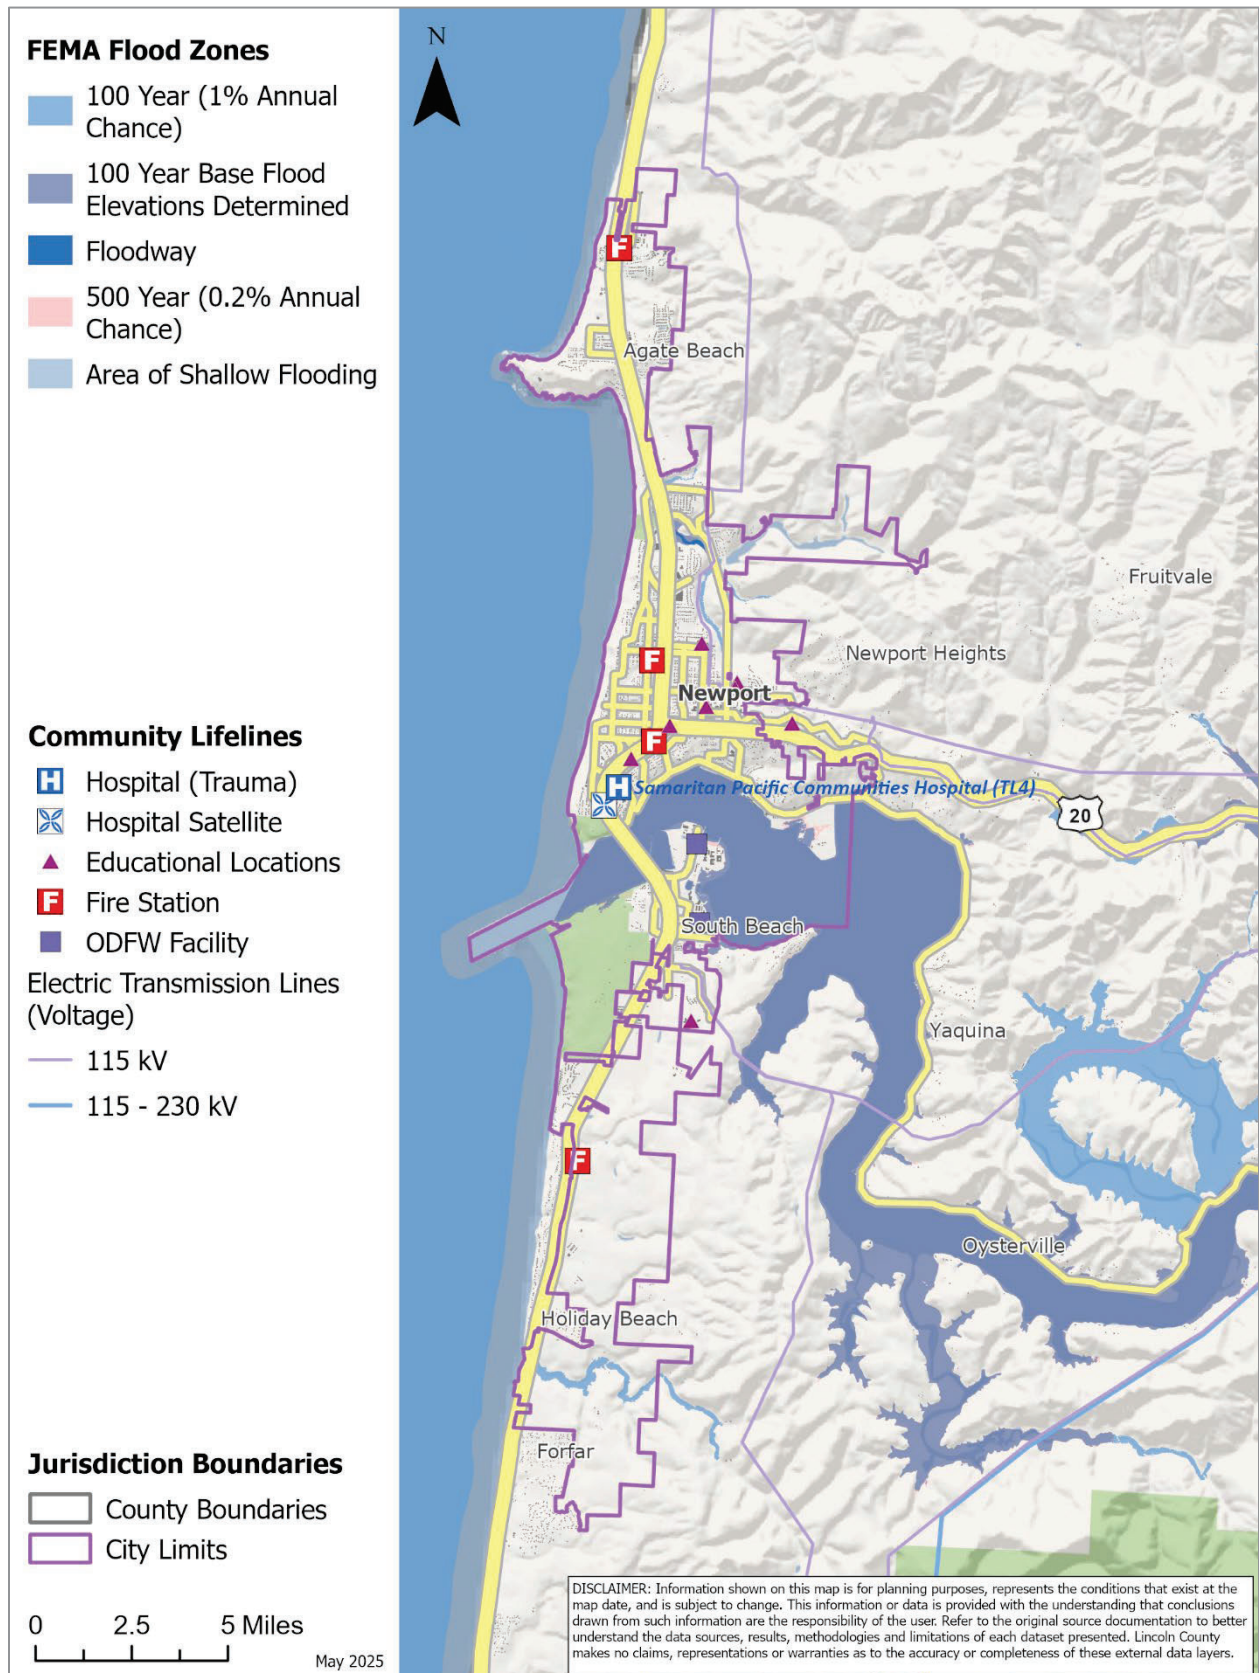 FEMA Flood Zones
100 Year (1% Annual
Chance)
100 Year Base Flood
Elevations Determined
Floodway
500 Year (0.2% Annual
Chance)
Area of Shallow Flooding
Community Lifelines
H Hospital (Trauma)
Hospital Satellite
Educational Locations
F Fire Station
ODFW Facility
Electric Transmission Lines
(Voltage)
115 kV
115 - 230 kV
Jurisdiction Boundaries
County Boundaries
City Limits
0 2.5 5 Miles
May 2025
N
F
Agate Beach
Fruitvale
Newport Heights
F
Newport
F
H Samaritan Pacific Communities Hospital (TL4)
20
South Beach
Yaquina
F
Oysterville
Holiday Beach
Forfar
DISCLAIMER: Information shown on this map is for planning purposes, represents the conditions that exist at the
map date, and is subject to change. This information or data is provided with the understanding that conclusions
drawn from such information are the responsibility of the user. Refer to the original source documentation to better
understand the data sources, results, methodologies and limitations of each dataset presented. Lincoln County
makes no claims, representations or warranties as to the accuracy or completeness of these external data layers.